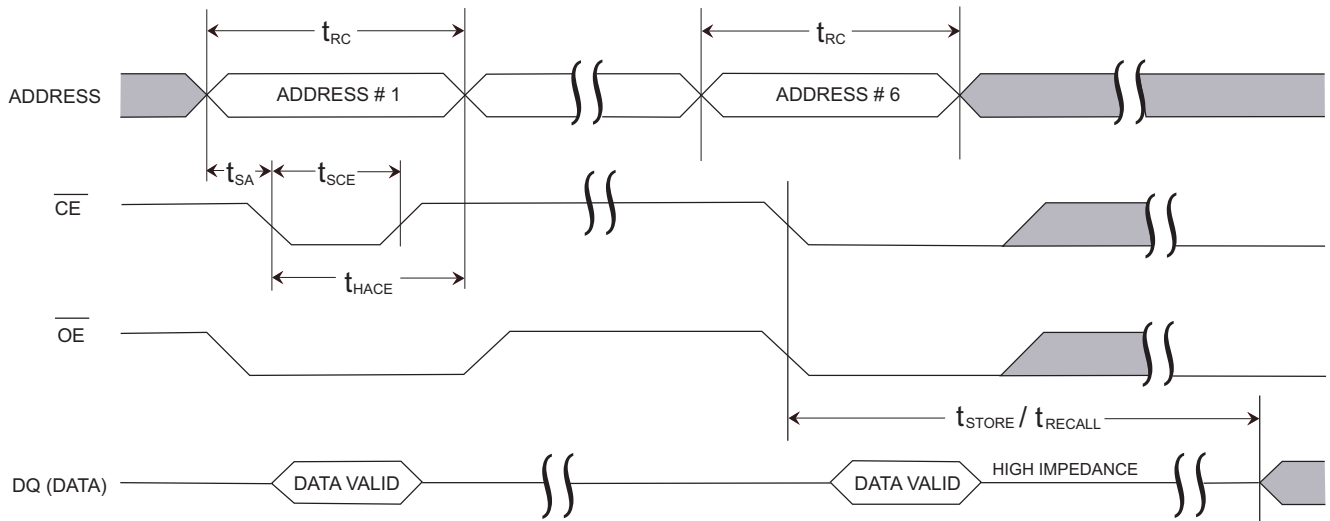 tRC tRC
ADDRESS ADDRESS # 1 ADDRESS # 6
tSA tSCE
CE
tHACE
OE
tSTORE / tRECALL
DQ (DATA) DATA VALID DATA VALID HIGH IMPEDANCE